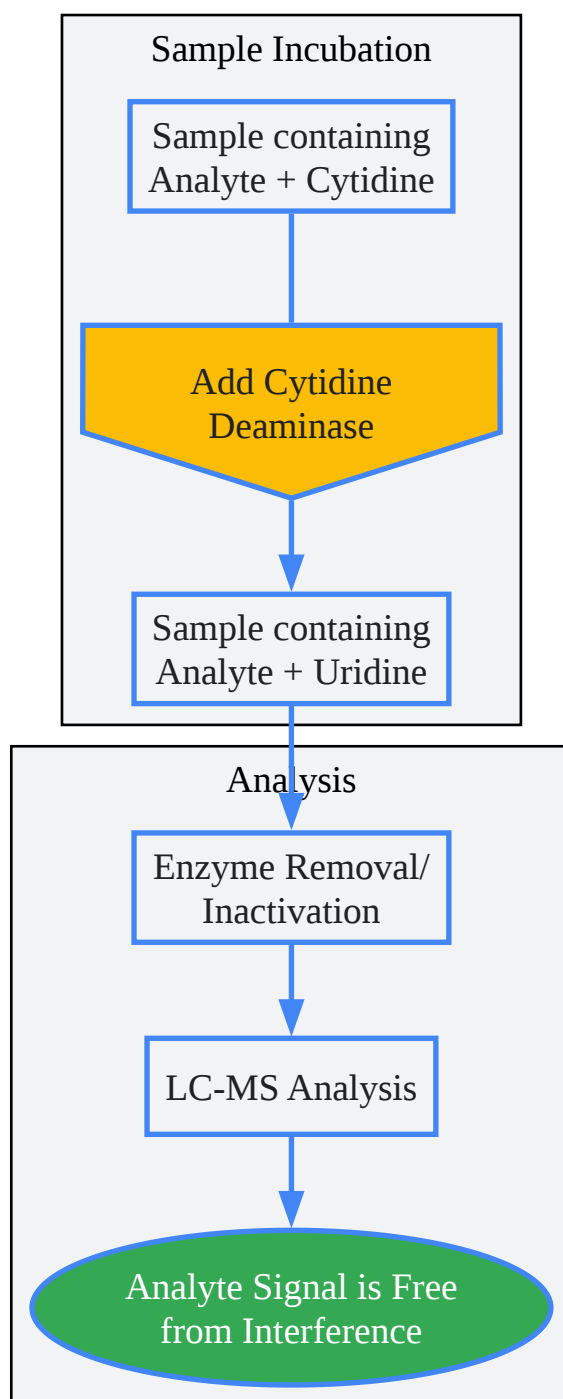 Sample Incubation
Sample containing
Analyte + Cytidine
Add Cytidine
Deaminase
Sample containing
Analyte + Uridine
Analysis
Enzyme Removal/
Inactivation
LC-MS Analysis
Analyte Signal is Free
from Interference